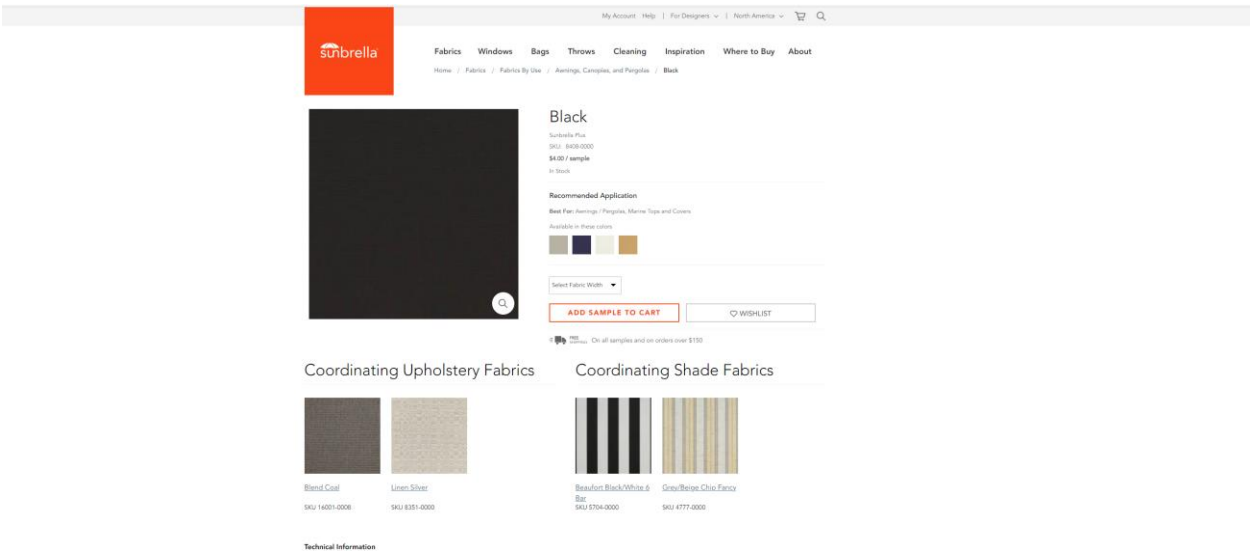 My Account Help | For Designers | North America
sunbrella
Fabrics Windows Bags Throws Cleaning Inspiration Where to Buy About
Home / Fabrics / Fabrics By Use / Awnings, Canopies, and Pergolas / Black
Black
Sunbrella Plus
SKU: 8408-0000
$4.00 / sample
In Stock
Recommended Application
Best For: Awnings / Pergolas, Marine Tops and Covers
Available in these colors
Select Fabric Width
ADD SAMPLE TO CART
WISHLIST
FREE SHIPPING On all samples and on orders over $150
Coordinating Upholstery Fabrics
Coordinating Shade Fabrics
Blend Coal
SKU 16001-0008
Linen Silver
SKU 8351-0000
Beaufort Black/White 6
Bar
SKU 5704-0000
Grey/Beige Chip Fancy
SKU 4777-0000
Technical Information